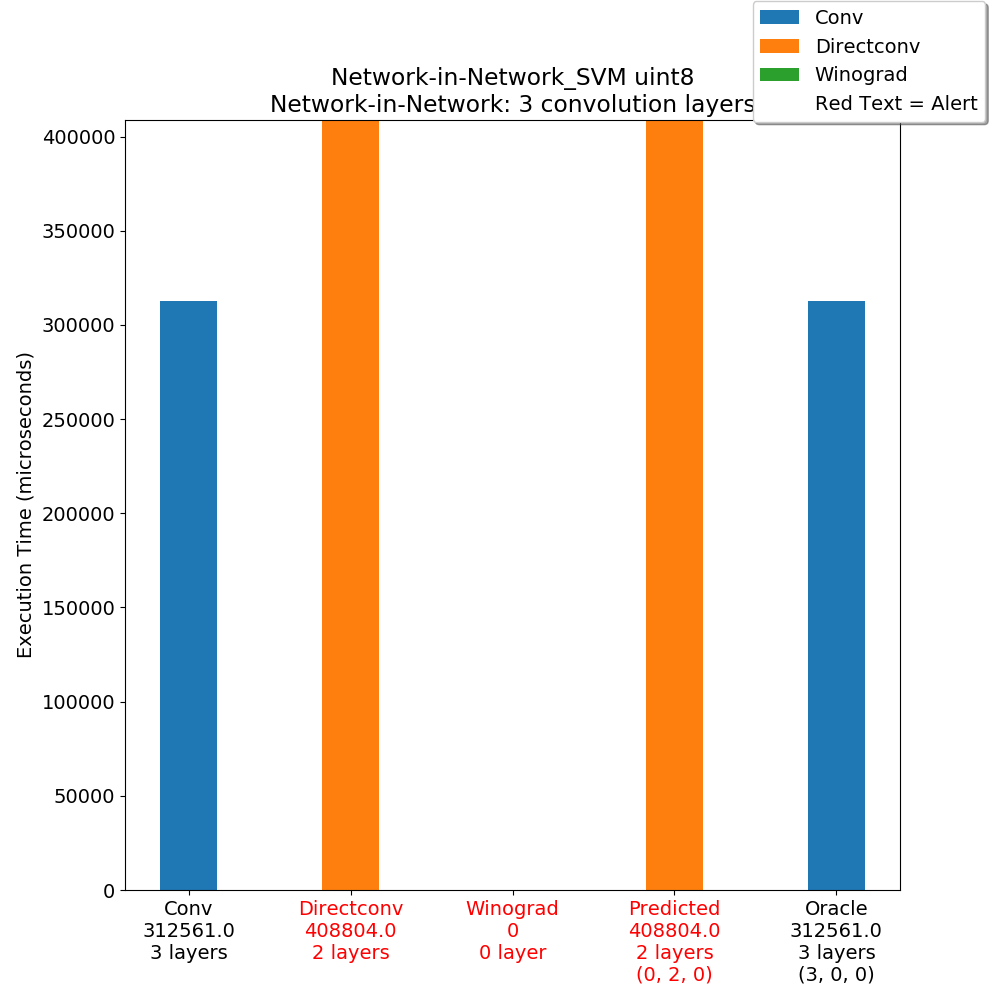 Conv
Directconv
Winograd
Red Text = Alert
Network-in-Network_SVM uint8
Network-in-Network: 3 convolution layers
400000
350000
300000
250000
200000
150000
100000
50000
0
Execution Time (microseconds)
Conv
312561.0
3 layers
Directconv
408804.0
2 layers
Winograd
0
0 layer
Predicted
408804.0
2 layers
(0, 2, 0)
Oracle
312561.0
3 layers
(3, 0, 0)